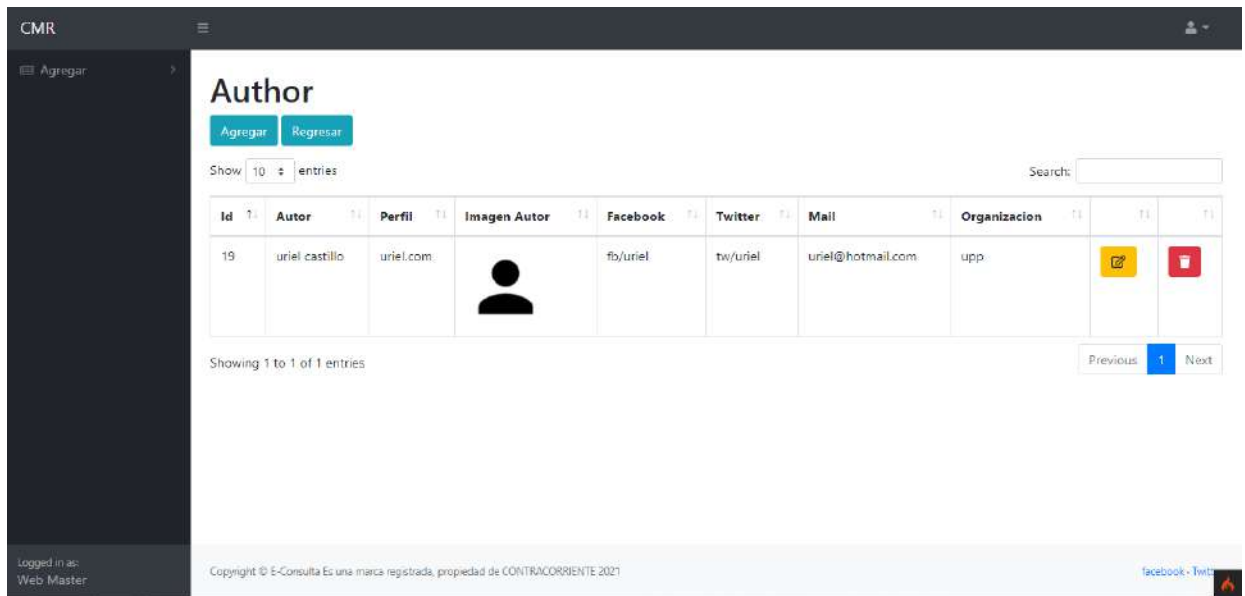 CMR
Agregar
Author
Agregar Regresar
Show 10 entries Search:
Id Autor Perfil Imagen Autor Facebook Twitter Mail Organizacion
19 uriel castillo uriel.com fb/uriel tw/uriel uriel@hotmail.com upp
Showing 1 to 1 of 1 entries
Previous 1 Next
Logged in as:
Web Master
Copyright © E-Consulta Es una marca registrada, propiedad de CONTRACORRIENTE 2021
facebook - Twitt